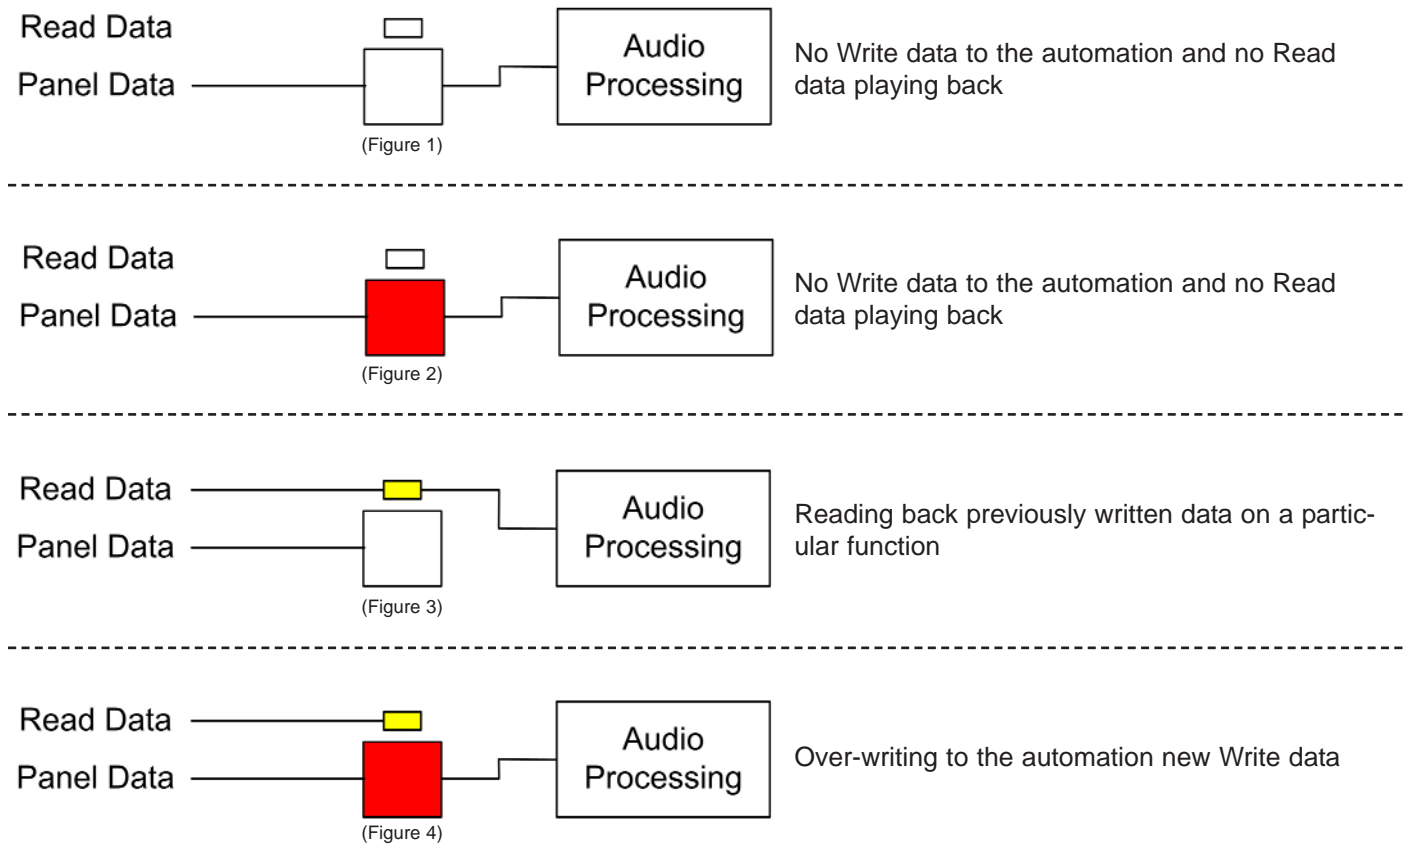 Read Data
Panel Data
(Figure 1)
Audio
Processing
No Write data to the automation and no Read
data playing back
Read Data
Panel Data
(Figure 2)
Audio
Processing
No Write data to the automation and no Read
data playing back
Read Data
Panel Data
(Figure 3)
Audio
Processing
Reading back previously written data on a partic-
ular function
Read Data
Panel Data
(Figure 4)
Audio
Processing
Over-writing to the automation new Write data